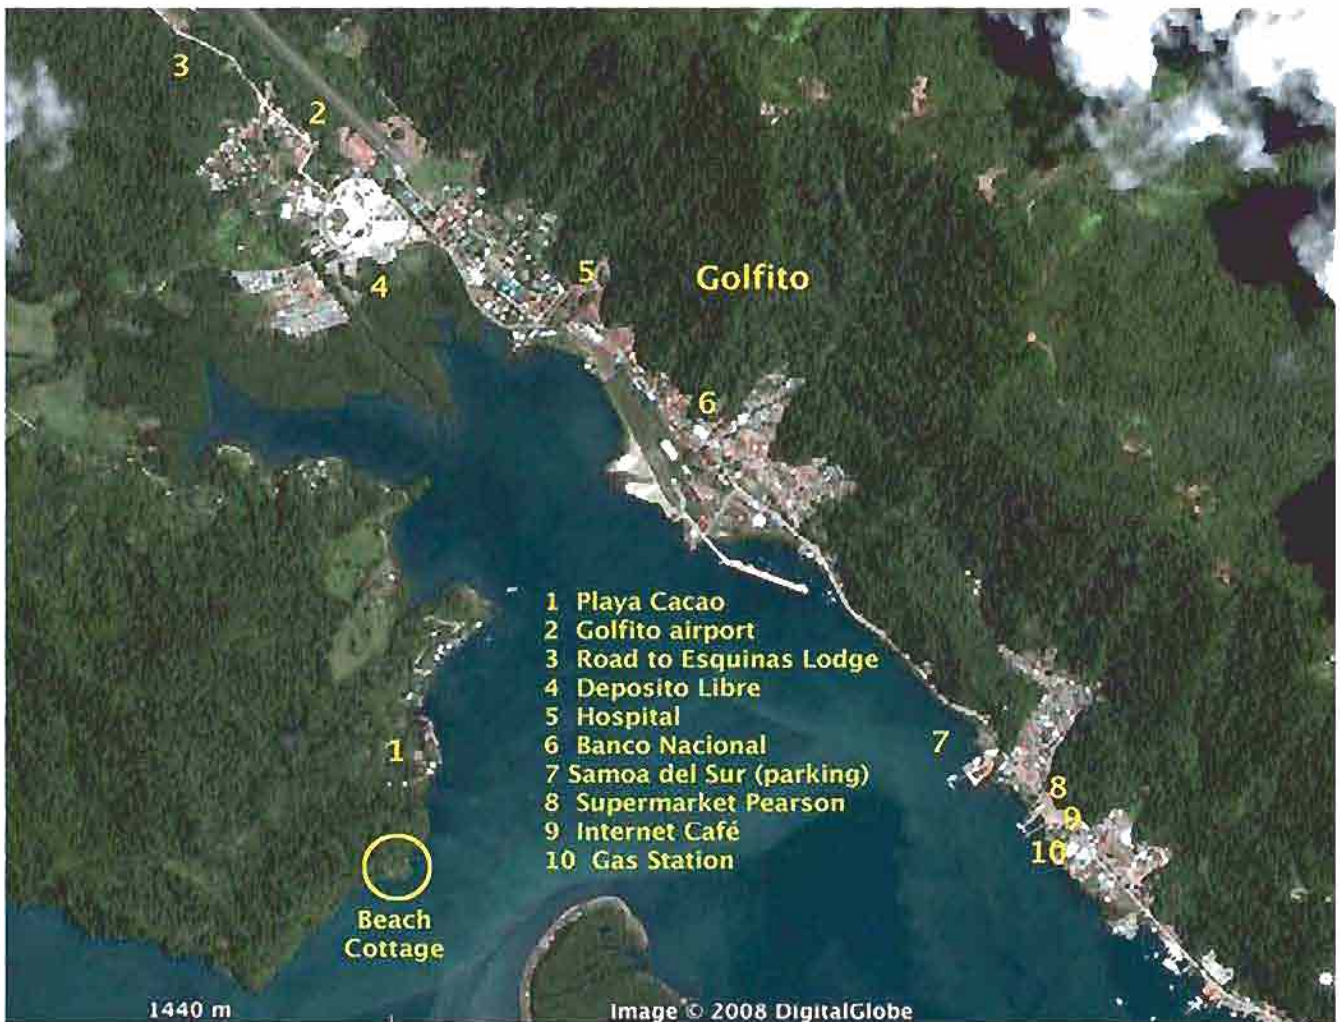 3
2
4
5
Golfito
6
1 Playa Cacao
2 Golfito airport
3 Road to Esquinas Lodge
4 Deposito Libre
5 Hospital
6 Banco Nacional
7 Samoa del Sur (parking)
8 Supermarket Pearson
9 Internet Café
10 Gas Station
1
7
8
9
10
Beach
Cottage
1440 m
Image © 2008 DigitalGlobe